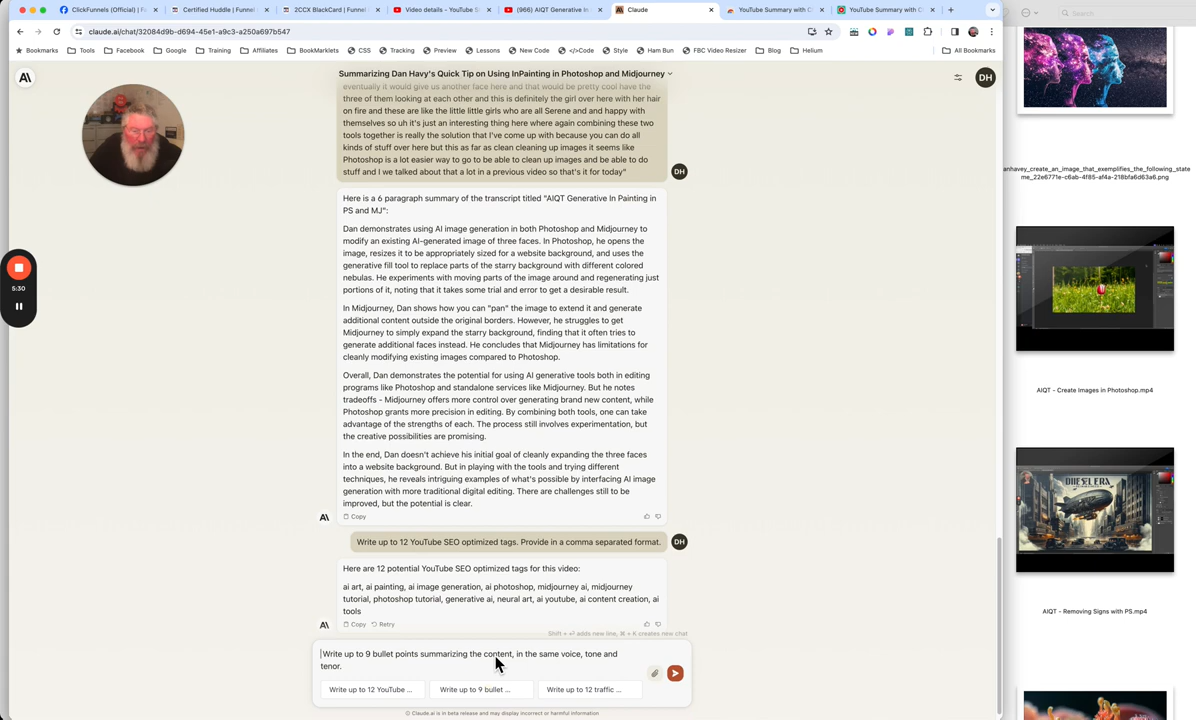 ClickFunnels (Official) | Fa
Certified Huddle | Funnel
2CCX BlackCard | Funnel
Video details - YouTube S
(966) AIQT Generative In
Claude
YouTube Summary with Ch
YouTube Summary with C
claude.ai/chat/32084d9b-d694-45e1-a9c3-a250a697b547
Bookmarks
Tools
Facebook
Google
Training
Affiliates
BookMarklets
CSS
Tracking
Preview
Lessons
New Code
</>Code
Style
Ham Bun
FBC Video Resizer
Blog
Helium
All Bookmarks
Search
Summarizing Dan Havy's Quick Tip on Using InPainting in Photoshop and Midjourney
DH
eventually it would give us another face here and that would be pretty cool have the
three of them looking at each other and this is definitely the girl over here with her hair
on fire and these are like the little little girls who are all Serene and and happy with
themselves so uh it's just an interesting thing here where again combining these two
tools together is really the solution that I've come up with because you can do all
kinds of stuff over here but this as far as clean cleaning up images it seems like
Photoshop is a lot easier way to go to be able to clean up images and be able to do
stuff and I we talked about that a lot in a previous video so that's it for today"
DH
Here is a 6 paragraph summary of the transcript titled "AIQT Generative In Painting in
PS and MJ":
Dan demonstrates using AI image generation in both Photoshop and Midjourney to
modify an existing AI-generated image of three faces. In Photoshop, he opens the
image, resizes it to be appropriately sized for a website background, and uses the
generative fill tool to replace parts of the starry background with different colored
nebulas. He experiments with moving parts of the image around and regenerating just
portions of it, noting that it takes some trial and error to get a desirable result.
In Midjourney, Dan shows how you can "pan" the image to extend it and generate
additional content outside the original borders. However, he struggles to get
Midjourney to simply expand the starry background, finding that it often tries to
generate additional faces instead. He concludes that Midjourney has limitations for
cleanly modifying existing images compared to Photoshop.
Overall, Dan demonstrates the potential for using AI generative tools both in editing
programs like Photoshop and standalone services like Midjourney. But he notes
tradeoffs - Midjourney offers more control over generating brand new content, while
Photoshop grants more precision in editing. By combining both tools, one can take
advantage of the strengths of each. The process still involves experimentation, but
the creative possibilities are promising.
In the end, Dan doesn't achieve his initial goal of cleanly expanding the three faces
into a website background. But in playing with the tools and trying different
techniques, he reveals intriguing examples of what's possible by interfacing AI image
generation with more traditional digital editing. There are challenges still to be
improved, but the potential is clear.
Copy
Write up to 12 YouTube SEO optimized tags. Provide in a comma separated format.
DH
Here are 12 potential YouTube SEO optimized tags for this video:
ai art, ai painting, ai image generation, ai photoshop, midjourney ai, midjourney
tutorial, photoshop tutorial, generative ai, neural art, ai youtube, ai content creation, ai
tools
Copy
Retry
Shift + ⏎ adds new line, ⌘ + K creates new chat
Write up to 9 bullet points summarizing the content, in the same voice, tone and
tenor.
Write up to 12 YouTube ...
Write up to 9 bullet ...
Write up to 12 traffic ...
Claude.ai is in beta release and may display incorrect or harmful information
5:30
anhavey_create_an_image_that_exemplifies_the_following_state
me_22e6771e-c6ab-4f85-af4a-218bfa6d63a6.png
AIQT - Create Images in Photoshop.mp4
DIIESEL ERA
AIQT - Removing Signs with PS.mp4